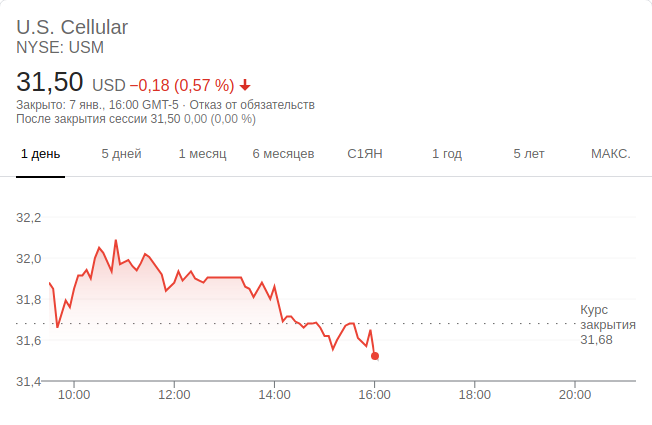 U.S. Cellular
NYSE: USM
31,50 USD −0,18 (0,57 %)
Закрыто: 7 янв., 16:00 GMT-5 · Отказ от обязательств
После закрытия сессии 31,50 0,00 (0,00 %)
1 день 5 дней 1 месяц 6 месяцев С1ЯН 1 год 5 лет МАКС.
32,2
32,0
31,8
Курс
закрытия
31,6
31,68
31,4
10:00 12:00 14:00 16:00 18:00 20:00